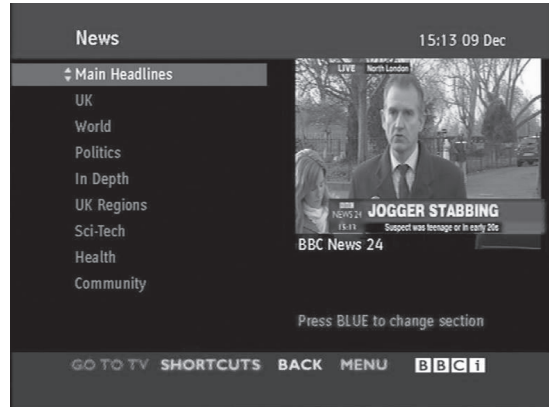 News
15:13 09 Dec
Main Headlines
UK
World
Politics
In Depth
UK Regions
Sci-Tech
Health
Community
LIVE North London
BBC
NEWS 24
15:13
JOGGER STABBING
Suspect was teenage or in early 20s
BBC News 24
Press BLUE to change section
GO TO TV SHORTCUTS BACK MENU BBCi